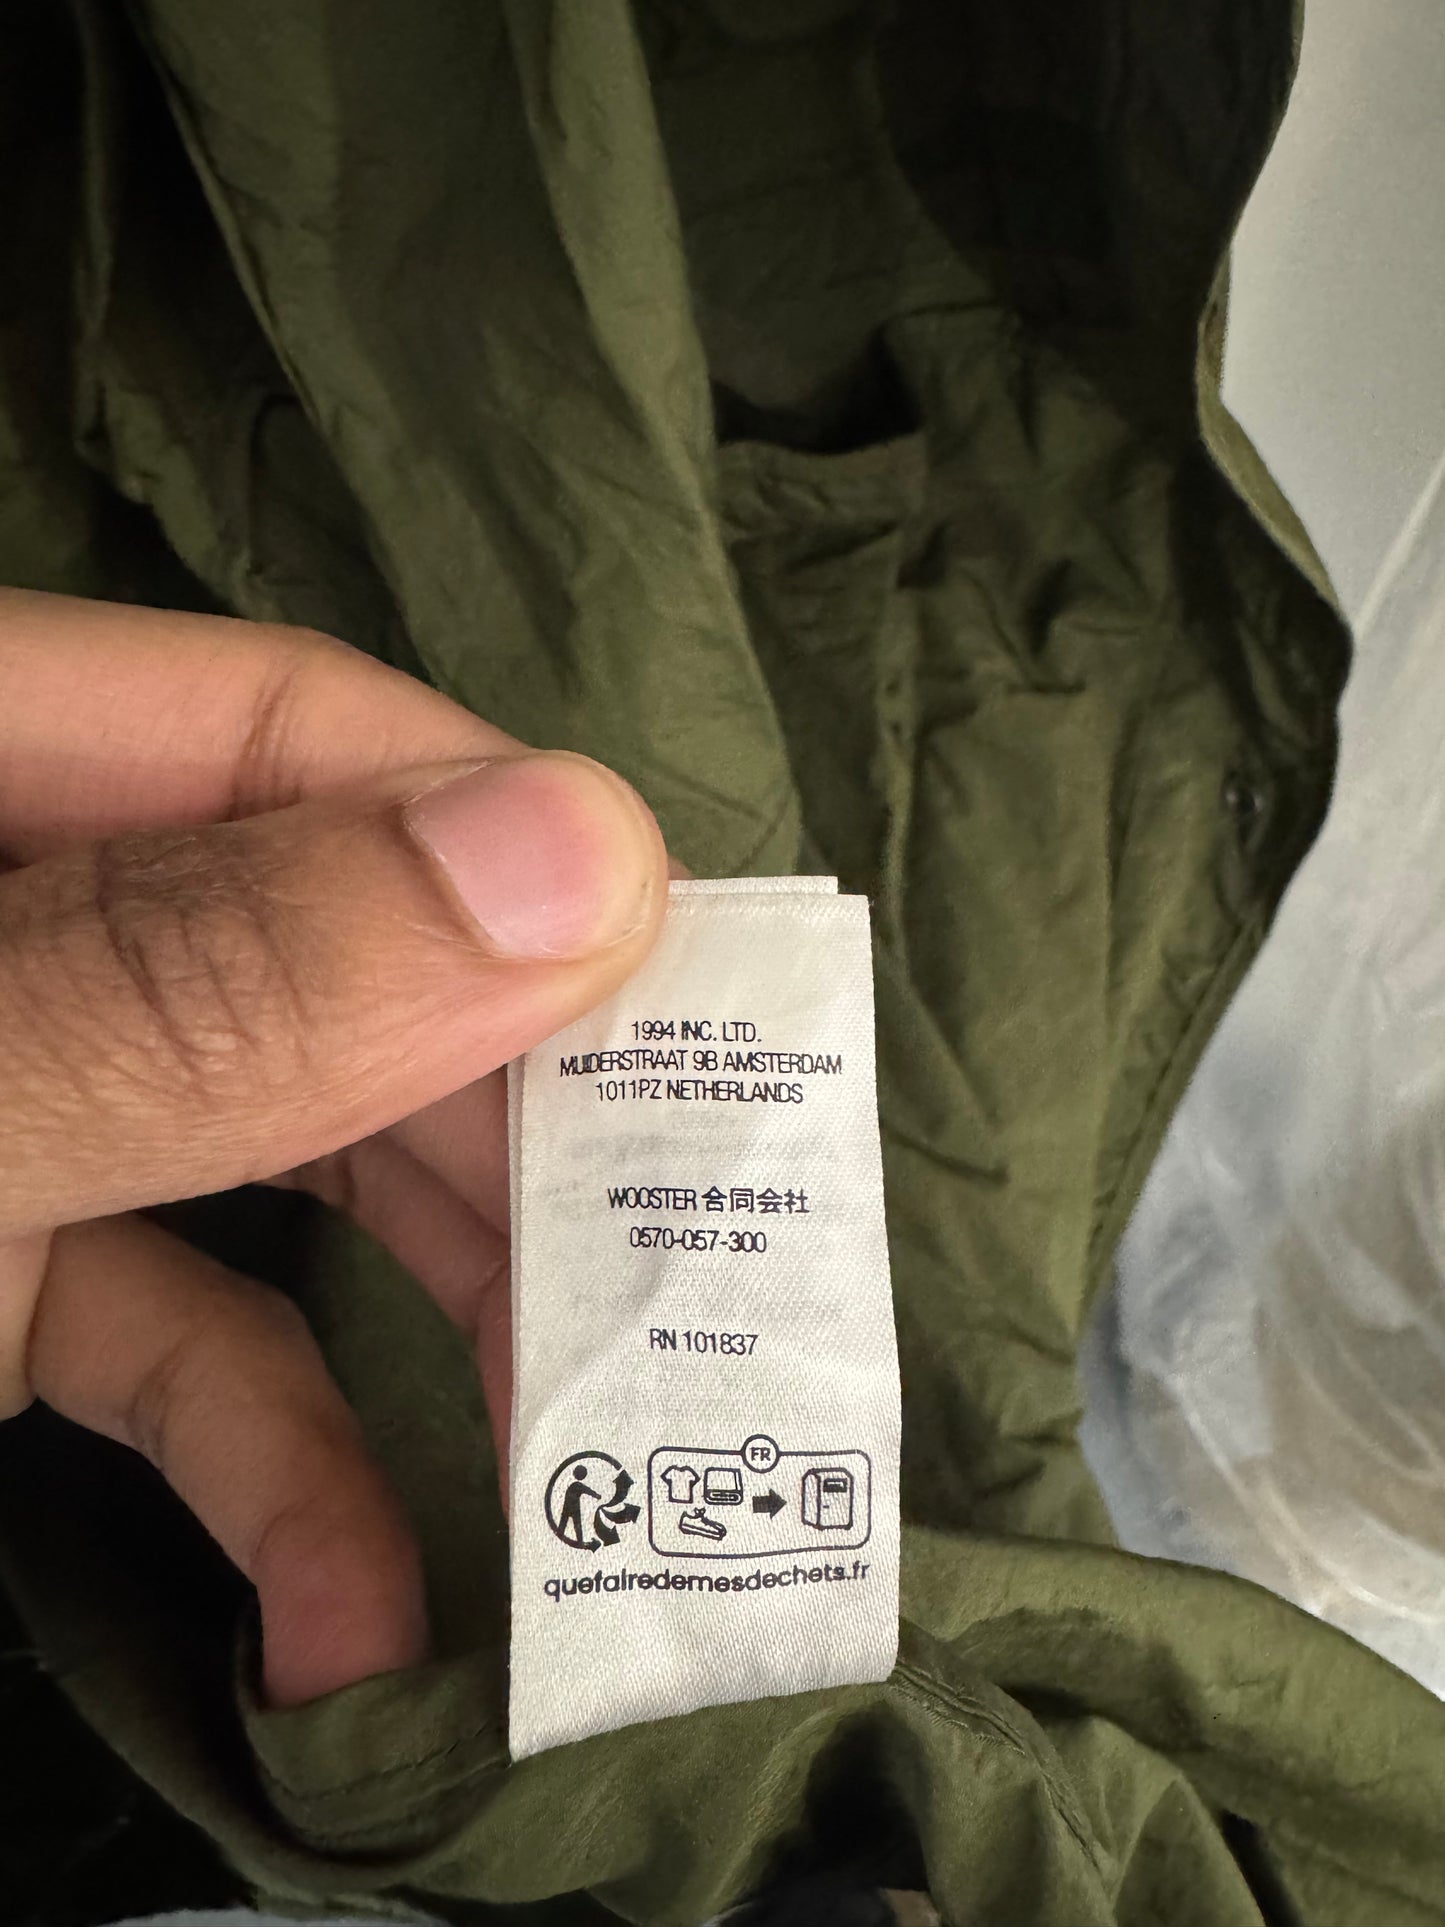 1994 INC. LTD.
MUIDERSTRAAT 9B AMSTERDAM
1011PZ NETHERLANDS
WOOSTER 合同会社
0570-057-300
RN 101837
FR
quefairedemesdechets.fr